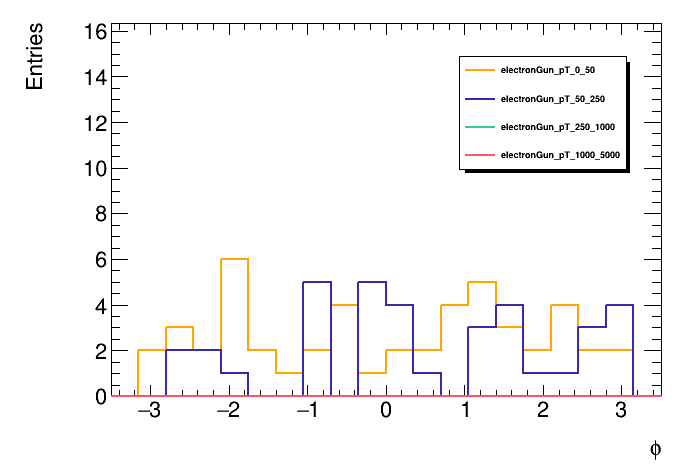 Entries
16
14
12
10
8
6
4
2
0
electronGun_pT_0_50
electronGun_pT_50_250
electronGun_pT_250_1000
electronGun_pT_1000_5000
−3 −2 −1 0 1 2 3
ϕ